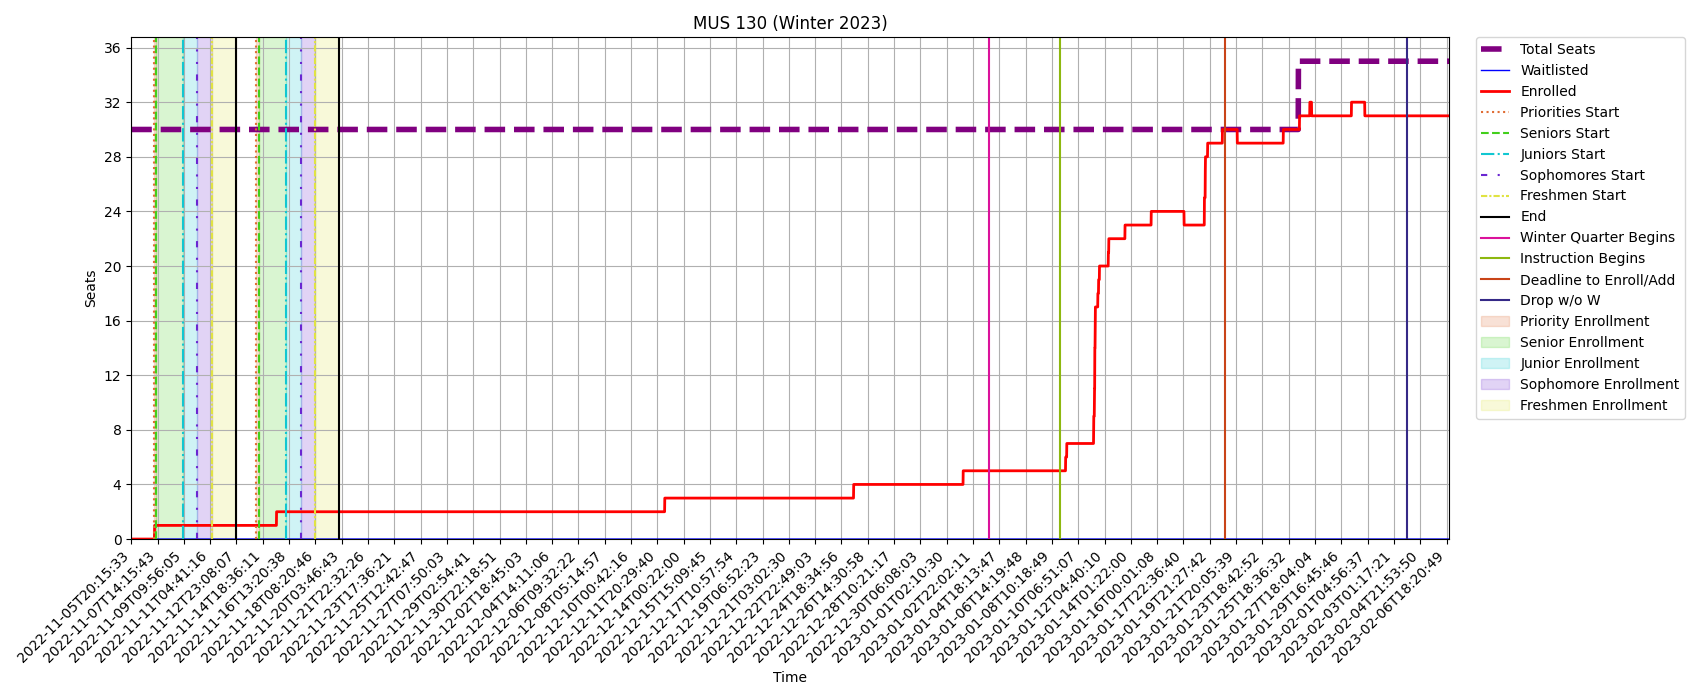 MUS 130 (Winter 2023)
36
32
28
24
20
16
12
8
4
0
Seats
2022-11-05T20:15:33
2022-11-07T14:15:43
2022-11-09T09:56:05
2022-11-11T04:41:16
2022-11-12T23:08:07
2022-11-14T18:36:11
2022-11-16T13:20:38
2022-11-18T08:20:46
2022-11-20T03:46:43
2022-11-21T22:32:26
2022-11-23T17:36:21
2022-11-25T12:42:47
2022-11-27T07:50:03
2022-11-29T02:54:41
2022-11-30T22:18:51
2022-12-02T18:45:03
2022-12-04T14:11:06
2022-12-06T09:32:22
2022-12-08T05:14:57
2022-12-10T00:42:16
2022-12-11T20:29:40
2022-12-14T00:22:00
2022-12-15T15:09:45
2022-12-17T10:57:54
2022-12-19T06:52:23
2022-12-21T03:02:30
2022-12-22T22:49:03
2022-12-24T18:34:56
2022-12-26T14:30:58
2022-12-28T10:21:17
2022-12-30T06:08:03
2023-01-01T02:10:30
2023-01-02T22:02:11
2023-01-04T18:13:47
2023-01-06T14:19:48
2023-01-08T10:18:49
2023-01-10T06:51:07
2023-01-12T04:40:10
2023-01-14T01:22:00
2023-01-16T00:01:08
2023-01-17T22:36:40
2023-01-19T21:27:42
2023-01-21T20:05:39
2023-01-23T18:42:52
2023-01-25T18:36:32
2023-01-27T18:04:04
2023-01-29T16:45:46
2023-02-01T04:56:37
2023-02-03T01:17:21
2023-02-04T21:53:50
2023-02-06T18:20:49
Time
Total Seats
Waitlisted
Enrolled
Priorities Start
Seniors Start
Juniors Start
Sophomores Start
Freshmen Start
End
Winter Quarter Begins
Instruction Begins
Deadline to Enroll/Add
Drop w/o W
Priority Enrollment
Senior Enrollment
Junior Enrollment
Sophomore Enrollment
Freshmen Enrollment